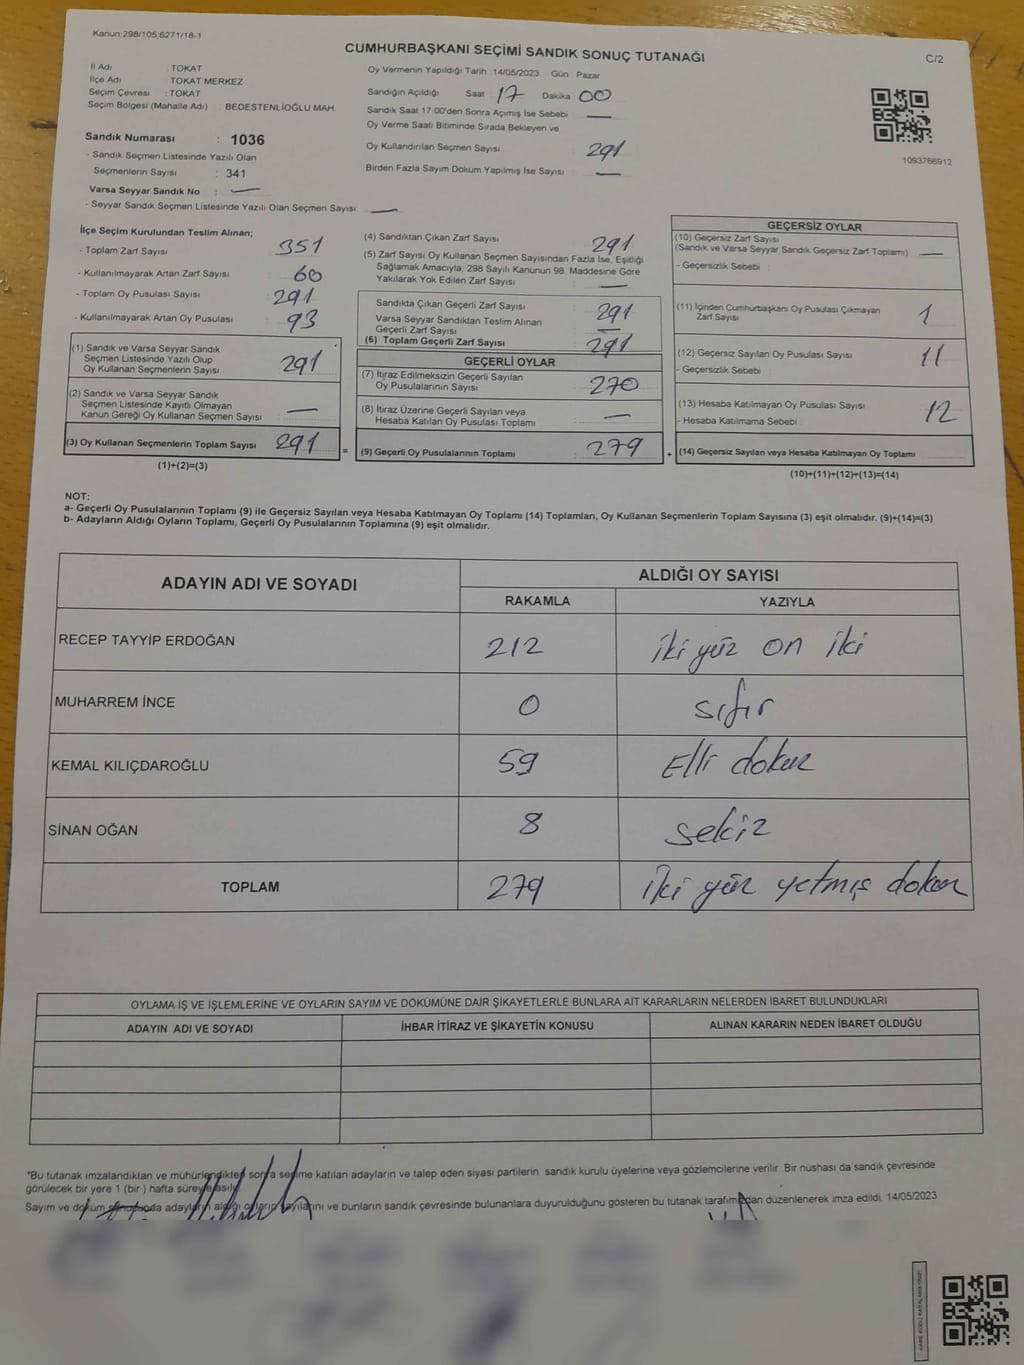 Kanun:298/105,6271/18-1
CUMHURBAŞKANI SEÇİMİ SANDIK SONUÇ TUTANAĞI
C/2
İl Adı : TOKAT
İlçe Adı : TOKAT MERKEZ
Seçim Çevresi : TOKAT
Seçim Bölgesi (Mahalle Adı) : BEDESTENLİOĞLU MAH.
Sandık Numarası : 1036
- Sandık Seçmen Listesinde Yazılı Olan
Seçmenlerin Sayısı : 341
Varsa Seyyar Sandık No : —
- Seyyar Sandık Seçmen Listesinde Yazılı Olan Seçmen Sayısı: —
Oy Vermenin Yapıldığı Tarih : 14/05/2023 Gün : Pazar
Sandığın Açıldığı Saat 17 Dakika 00
Sandık Saat 17:00'den Sonra Açımış İse Sebebi : —
Oy Verme Saati Bitiminde Sırada Bekleyen ve
Oy Kullandırılan Seçmen Sayısı : 291
Birden Fazla Sayım Döküm Yapılmış İse Sayısı : —
1093766912
İlçe Seçim Kurulundan Teslim Alınan;
- Toplam Zarf Sayısı : 351
- Kullanılmayarak Artan Zarf Sayısı : 60
- Toplam Oy Pusulası Sayısı : 291
- Kullanılmayarak Artan Oy Pusulası : 93
(1) Sandık ve Varsa Seyyar Sandık
Seçmen Listesinde Yazılı Olup
Oy Kullanan Seçmenlerin Sayısı : 291
(2) Sandık ve Varsa Seyyar Sandık
Seçmen Listesinde Kayıtlı Olmayan
Kanun Gereği Oy Kullanan Seçmen Sayısı : —
(3) Oy Kullanan Seçmenlerin Toplam Sayısı : 291
(1)+(2)=(3)
=
(4) Sandıktan Çıkan Zarf Sayısı : 291
(5) Zarf Sayısı Oy Kullanan Seçmen Sayısından Fazla İse, Eşitliği
Sağlamak Amacıyla; 298 Sayılı Kanunun 98. Maddesine Göre
Yakılarak Yok Edilen Zarf Sayısı : —
Sandıkta Çıkan Geçerli Zarf Sayısı : 291
Varsa Seyyar Sandıktan Teslim Alınan
Geçerli Zarf Sayısı : —
(6) Toplam Geçerli Zarf Sayısı : 291
GEÇERLİ OYLAR
(7) İtiraz Edilmeksizin Geçerli Sayılan
Oy Pusulalarının Sayısı : 270
(8) İtiraz Üzerine Geçerli Sayılan veya
Hesaba Katılan Oy Pusulası Toplamı : —
(9) Geçerli Oy Pusulalarının Toplamı : 279
+
GEÇERSİZ OYLAR
(10) Geçersiz Zarf Sayısı
(Sandık ve Varsa Seyyar Sandık Geçersiz Zarf Toplamı) : —
- Geçersizlik Sebebi :
(11) İçinden Cumhurbaşkanı Oy Pusulası Çıkmayan
Zarf Sayısı : 1
(12) Geçersiz Sayılan Oy Pusulası Sayısı : 11
- Geçersizlik Sebebi :
(13) Hesaba Katılmayan Oy Pusulası Sayısı : 12
- Hesaba Katılmama Sebebi :
(14) Geçersiz Sayılan veya Hesaba Katılmayan Oy Toplamı
(10)+(11)+(12)+(13)=(14)
NOT:
a- Geçerli Oy Pusulalarının Toplamı (9) ile Geçersiz Sayılan veya Hesaba Katılmayan Oy Toplamı (14) Toplamları, Oy Kullanan Seçmenlerin Toplam Sayısına (3) eşit olmalıdır. (9)+(14)=(3)
b- Adayların Aldığı Oyların Toplamı, Geçerli Oy Pusulalarının Toplamına (9) eşit olmalıdır.
ADAYIN ADI VE SOYADI ALDIĞI OY SAYISI
RAKAMLA YAZIYLA
RECEP TAYYİP ERDOĞAN 212 iki yüz on iki
MUHARREM İNCE 0 sıfır
KEMAL KILIÇDAROĞLU 59 Elli dokuz
SİNAN OĞAN 8 sekiz
TOPLAM 279 iki yüz yetmiş dokuz
OYLAMA İŞ VE İŞLEMLERİNE VE OYLARIN SAYIM VE DÖKÜMÜNE DAİR ŞİKAYETLERLE BUNLARA AİT KARARLARIN NELERDEN İBARET BULUNDUKLARI
ADAYIN ADI VE SOYADI İHBAR İTİRAZ VE ŞİKAYETİN KONUSU ALINAN KARARIN NEDEN İBARET OLDUĞU
*Bu tutanak imzalandıktan ve mühürlendikten sonra seçime katılan adayların ve talep eden siyasi partilerin sandık kurulu üyelerine veya gözlemcilerine verilir. Bir nüshası da sandık çevresinde
görülecek bir yere 1 (bir ) hafta süreyle asılır.
Sayım ve döküm sonucunda adayların aldığı oyların sayılarını ve bunların sandık çevresinde bulunanlara duyurulduğunu gösteren bu tutanak tarafımızdan düzenlenerek imza edildi. 14/05/2023